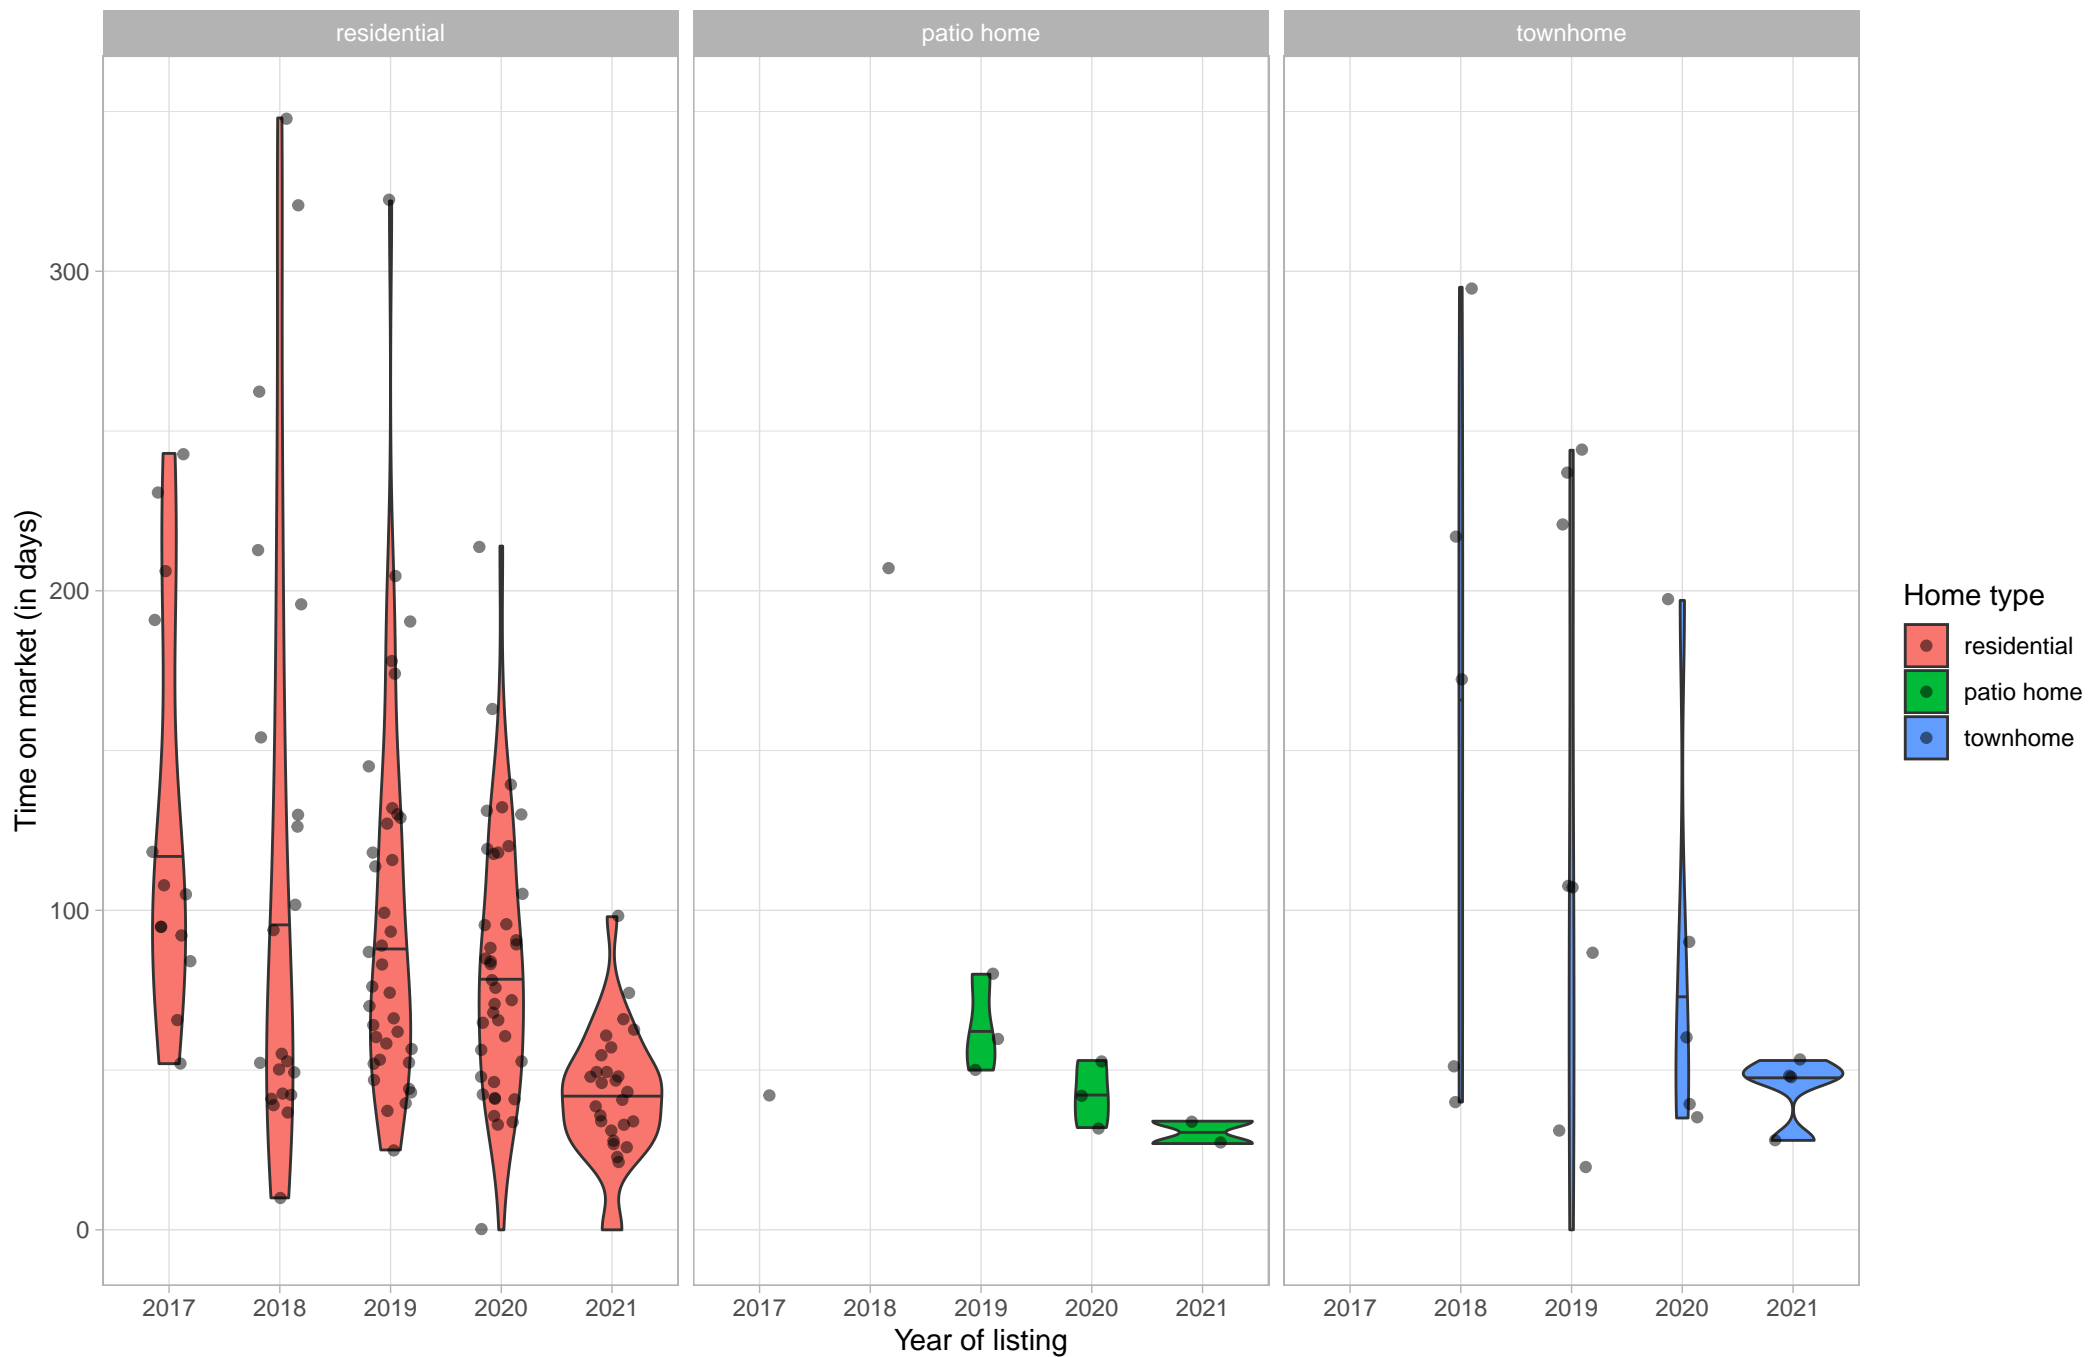 residential patio home townhome
300
200
100
0
Time on market (in days)
2017 2018 2019 2020 2021 2017 2018 2019 2020 2021 2017 2018 2019 2020 2021
Year of listing
Home type
residential
patio home
townhome